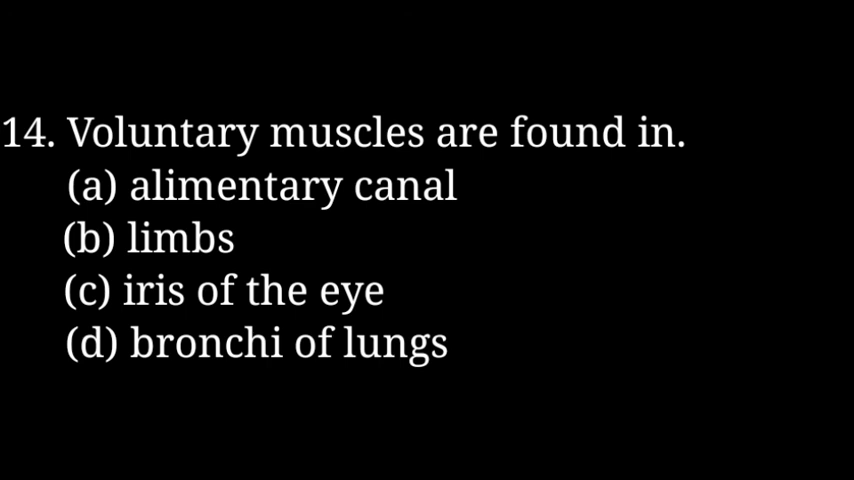 14. Voluntary muscles are found in.
(a) alimentary canal
(b) limbs
(c) iris of the eye
(d) bronchi of lungs